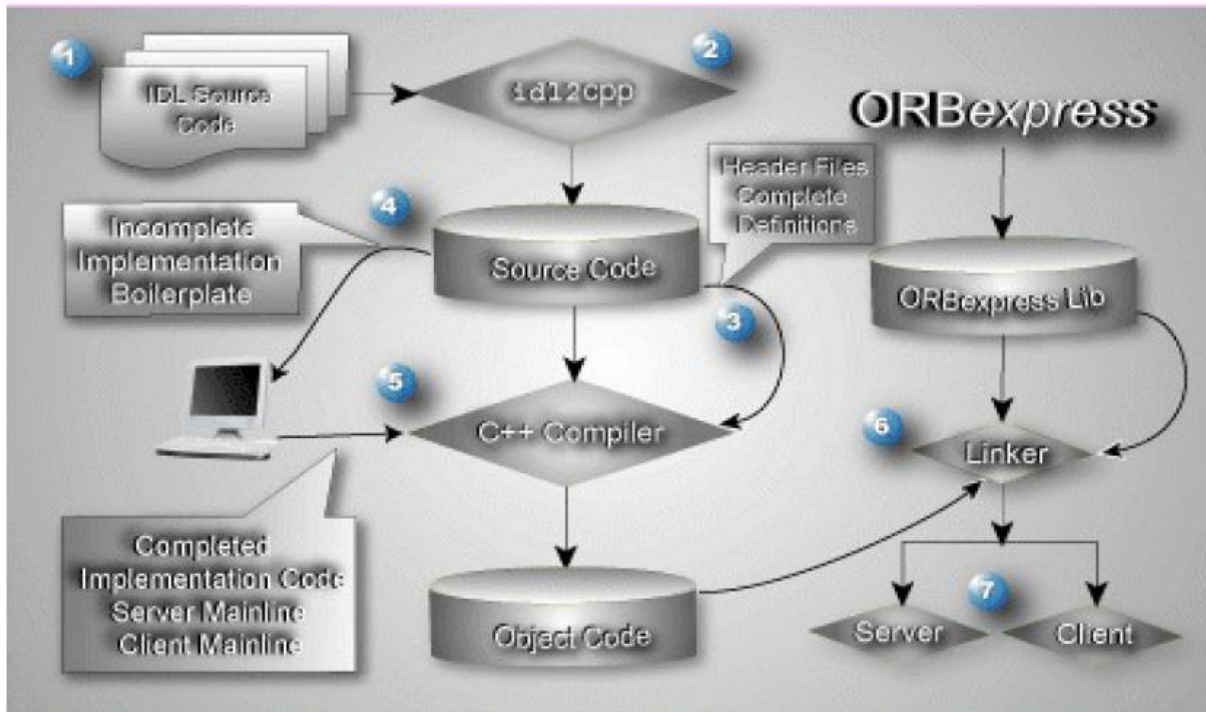 1
IDL Source
Code
2
idl2cpp
ORBexpress
Header Files
Complete
Definitions
4
Incomplete
Implementation
Boilerplate
Source Code
3
ORBexpress Lib
5
C++ Compiler
6
Linker
Completed
Implementation Code
Server Mainline
Client Mainline
Object Code
7
Server
Client